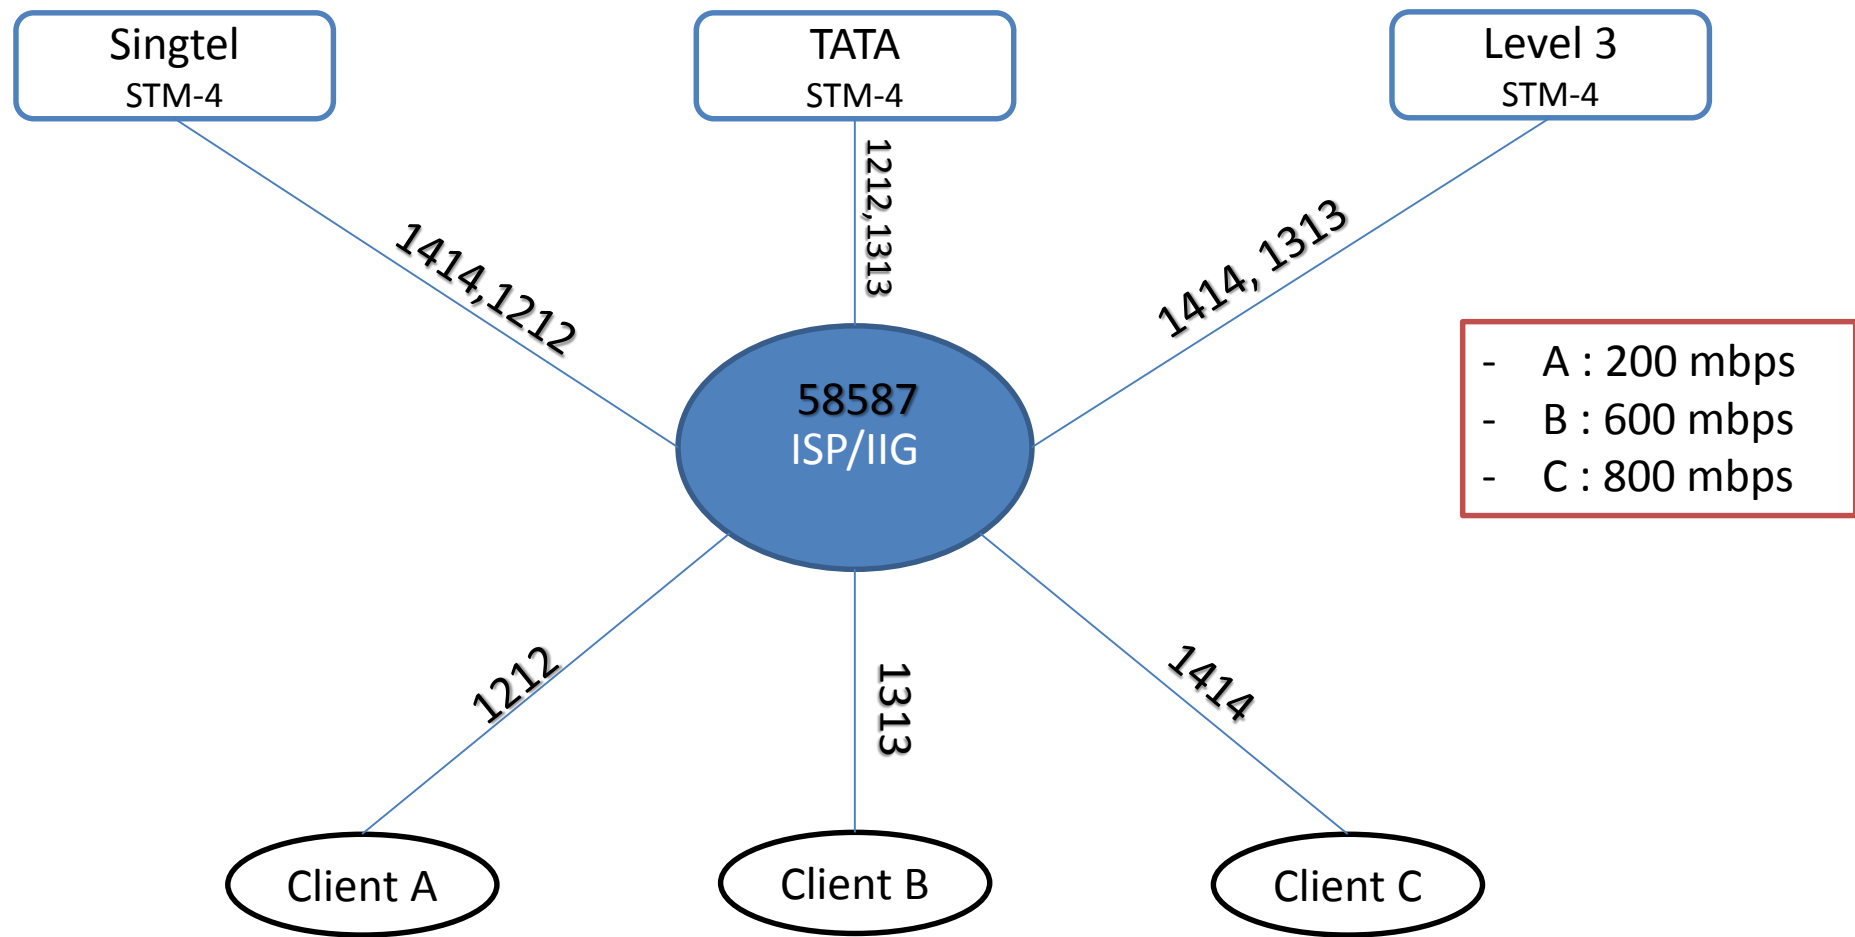 Singtel
STM-4
TATA
STM-4
Level 3
STM-4
1414,1212
1212,1313
1414, 1313
58587
ISP/IIG
- A : 200 mbps
- B : 600 mbps
- C : 800 mbps
1212
1313
1414
Client A
Client B
Client C